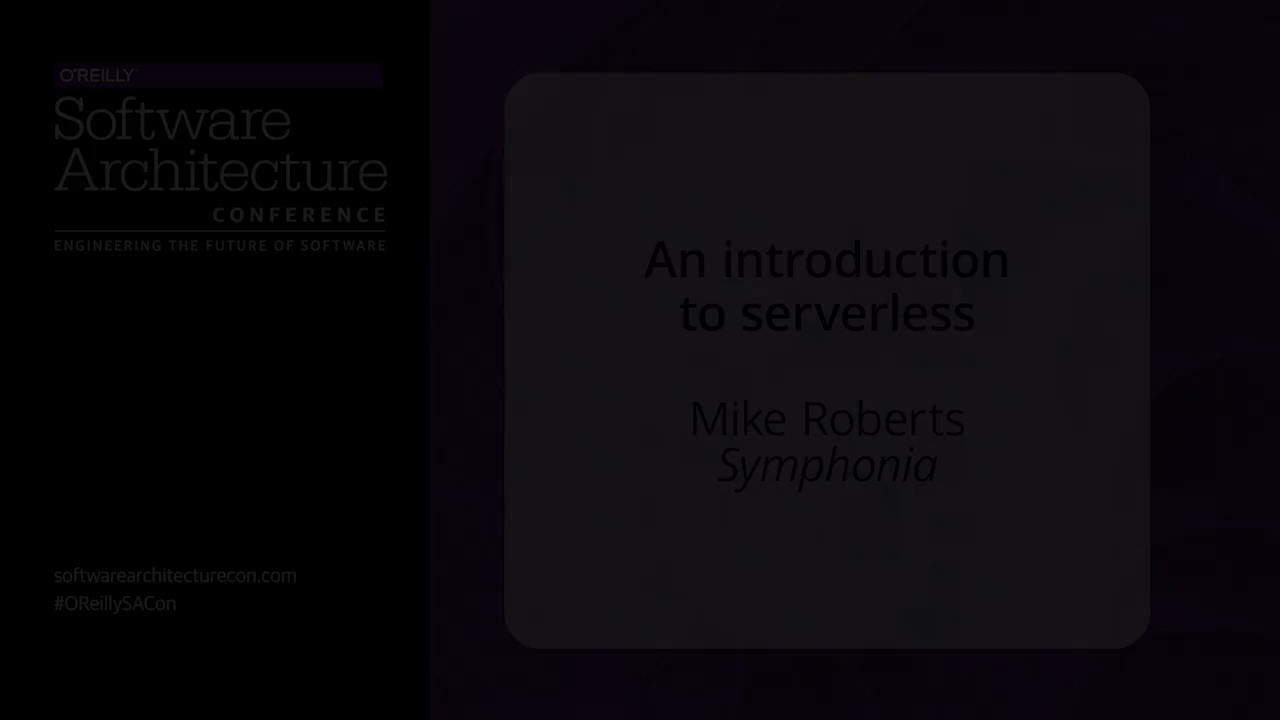 O'REILLY
Software
Architecture
CONFERENCE
ENGINEERING THE FUTURE OF SOFTWARE
An introduction
to serverless
Mike Roberts
Symphonia
softwarearchitecturecon.com
#OReillySACon